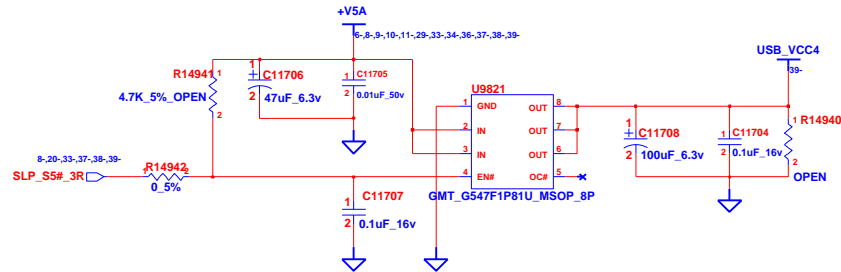 +V5A
6-,8-,9-,10-,11-,29-,33-,34-,36-,37-,38-,39-
USB_VCC4
39-
R14941
1
2
4.7K_5%_OPEN
1
+
C11706
2
47uF_6.3v
1
C11705
2
0.01uF_50v
U9821
1 GND OUT 8
2 IN OUT 7
3 IN OUT 6
4 EN# OC# 5
GMT_G547F1P81U_MSOP_8P
1
+
C11708
2
100uF_6.3v
1
C11704
2
0.1uF_16v
1
R14940
2
OPEN
8-,20-,33-,37-,38-,39-
SLP_S5#_3R
R14942
1 2
0_5%
C11707
1
2
0.1uF_16v